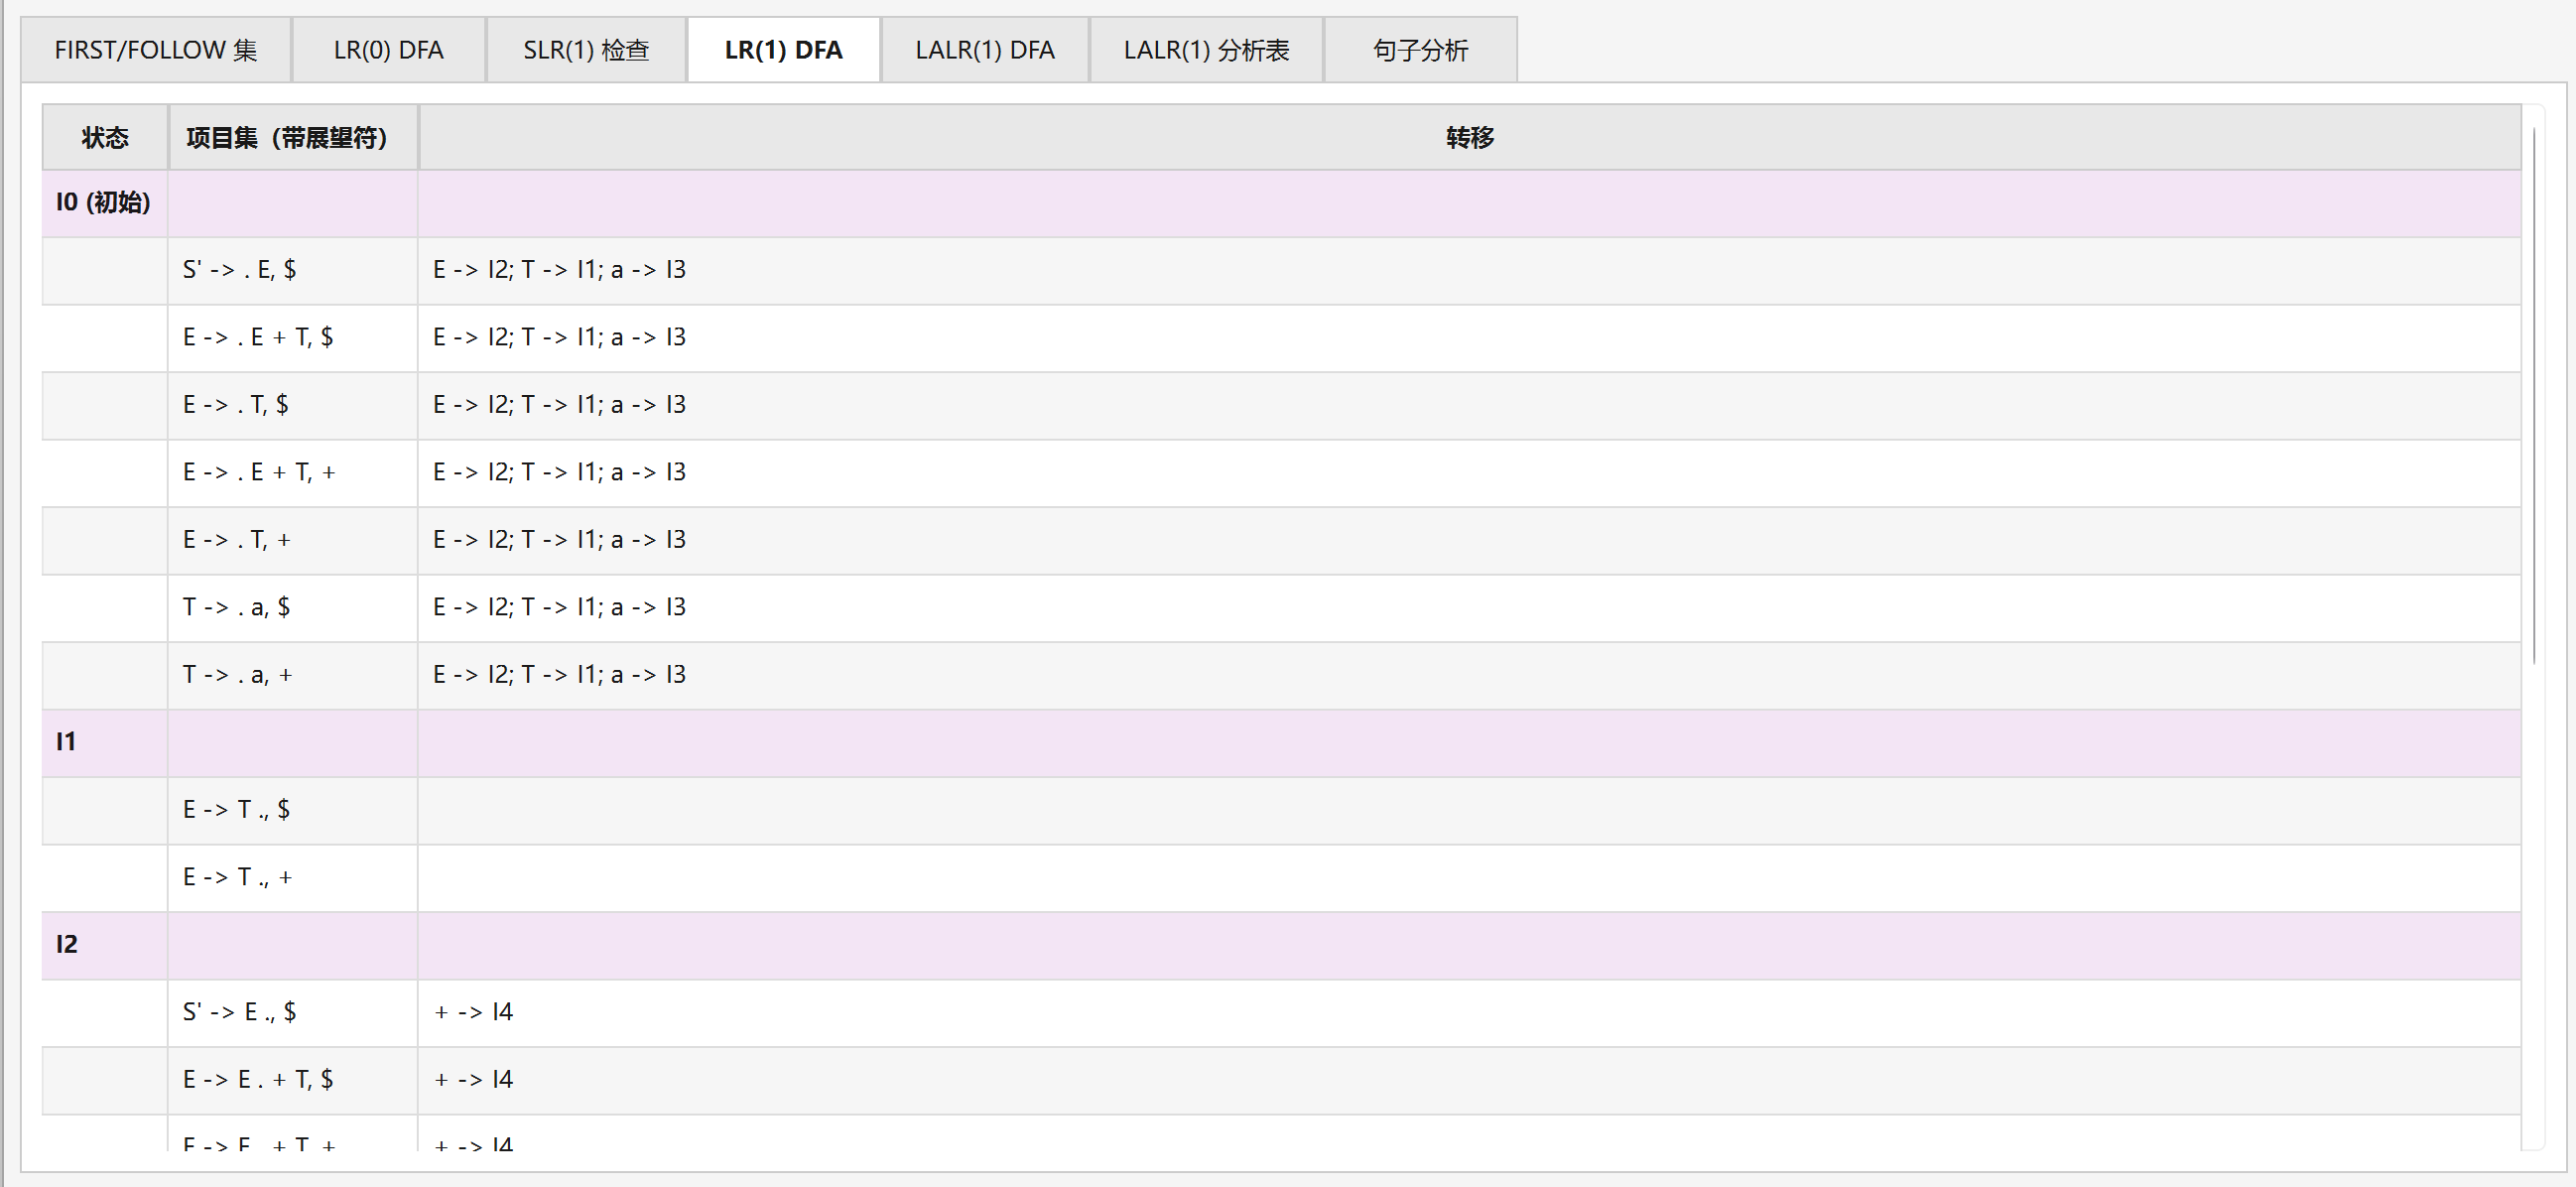 FIRST/FOLLOW 集 LR(0) DFA SLR(1) 检查 LR(1) DFA LALR(1) DFA LALR(1) 分析表 句子分析
状态 项目集（带展望符） 转移
I0 (初始)
S' -> . E, $ E -> I2; T -> I1; a -> I3
E -> . E + T, $ E -> I2; T -> I1; a -> I3
E -> . T, $ E -> I2; T -> I1; a -> I3
E -> . E + T, + E -> I2; T -> I1; a -> I3
E -> . T, + E -> I2; T -> I1; a -> I3
T -> . a, $ E -> I2; T -> I1; a -> I3
T -> . a, + E -> I2; T -> I1; a -> I3
I1
E -> T ., $
E -> T ., +
I2
S' -> E ., $ + -> I4
E -> E . + T, $ + -> I4
E -> E . + T, + + -> I4